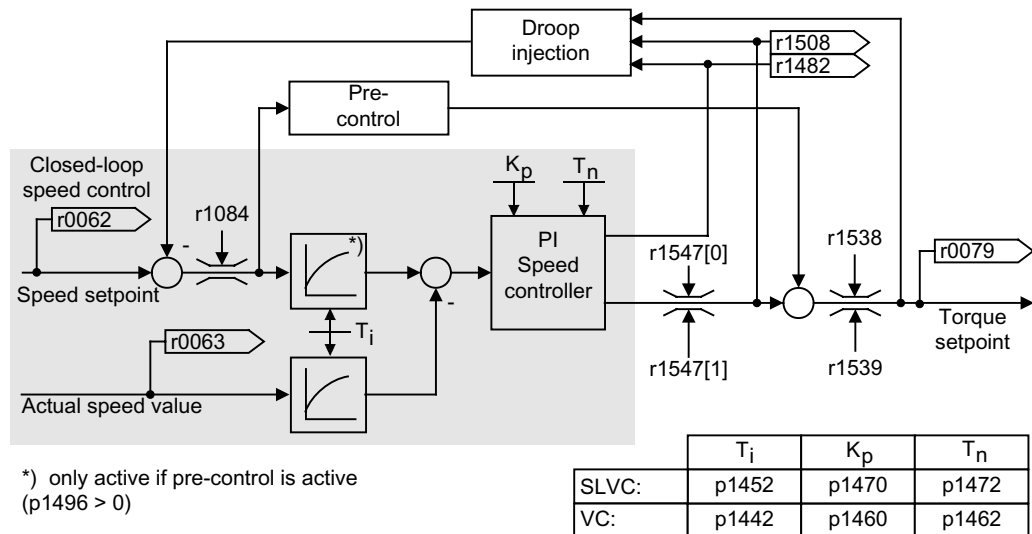 Droop
injection
r1508
r1482
Pre-
control
Closed-loop
speed control
r0062
r1084
Kp
Tn
*)
PI
Speed
controller
r1547[0]
r1538
r0079
-
Speed setpoint
-
Ti
r0063
r1547[1]
r1539
Torque
setpoint
Actual speed value
*) only active if pre-control is active
(p1496 > 0)
Ti Kp Tn
SLVC: p1452 p1470 p1472
VC: p1442 p1460 p1462